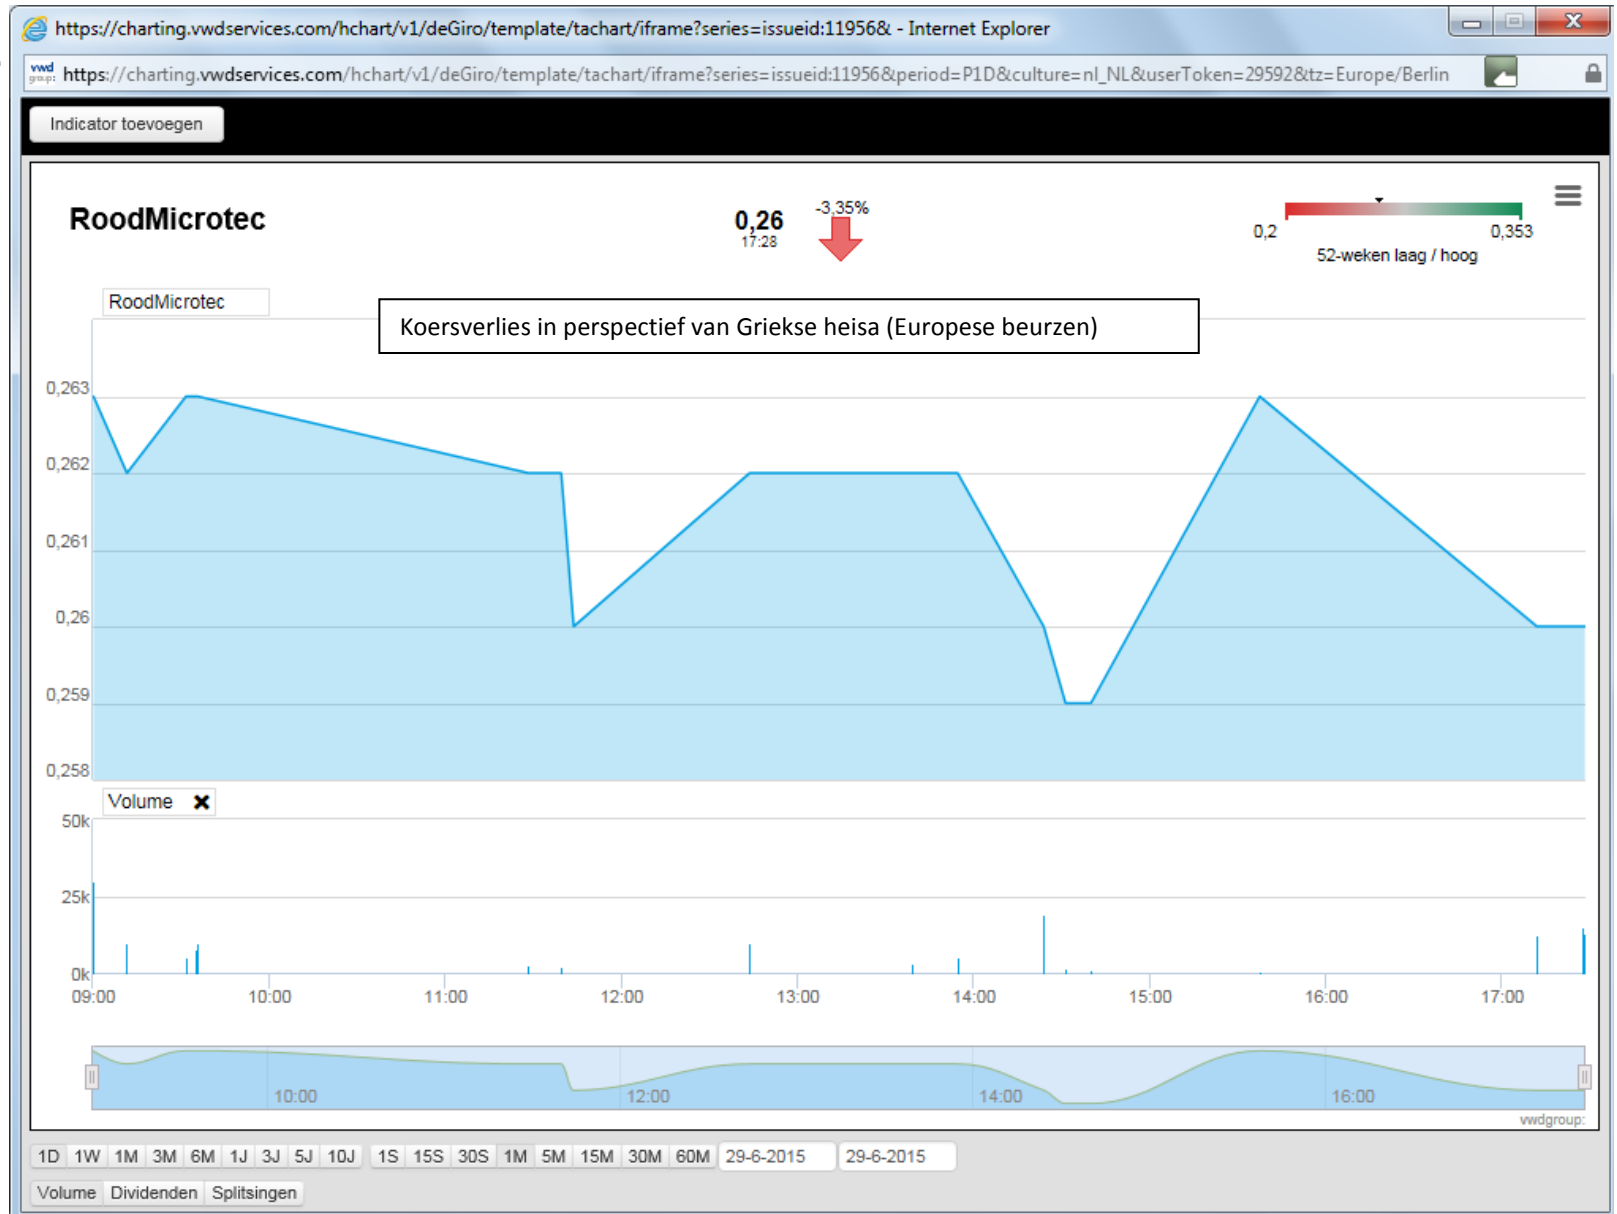 https://charting.vwdservices.com/hchart/v1/deGiro/template/tachart/iframe?series=issueid:11956& - Internet Explorer
vwd group: https://charting.vwdservices.com/hchart/v1/deGiro/template/tachart/iframe?series=issueid:11956&period=P1D&culture=nl_NL&userToken=29592&tz=Europe/Berlin
Indicator toevoegen
RoodMicrotec
0,26
17:28
-3,35%
0,2 0,353
52-weken laag / hoog
RoodMicrotec
Koersverlies in perspectief van Griekse heisa (Europese beurzen)
0,263
0,262
0,261
0,26
0,259
0,258
Volume
50k
25k
0k
09:00 10:00 11:00 12:00 13:00 14:00 15:00 16:00 17:00
10:00 12:00 14:00 16:00
vwdgroup:
1D 1W 1M 3M 6M 1J 3J 5J 10J 1S 15S 30S 1M 5M 15M 30M 60M 29-6-2015 29-6-2015
Volume Dividenden Splitsingen